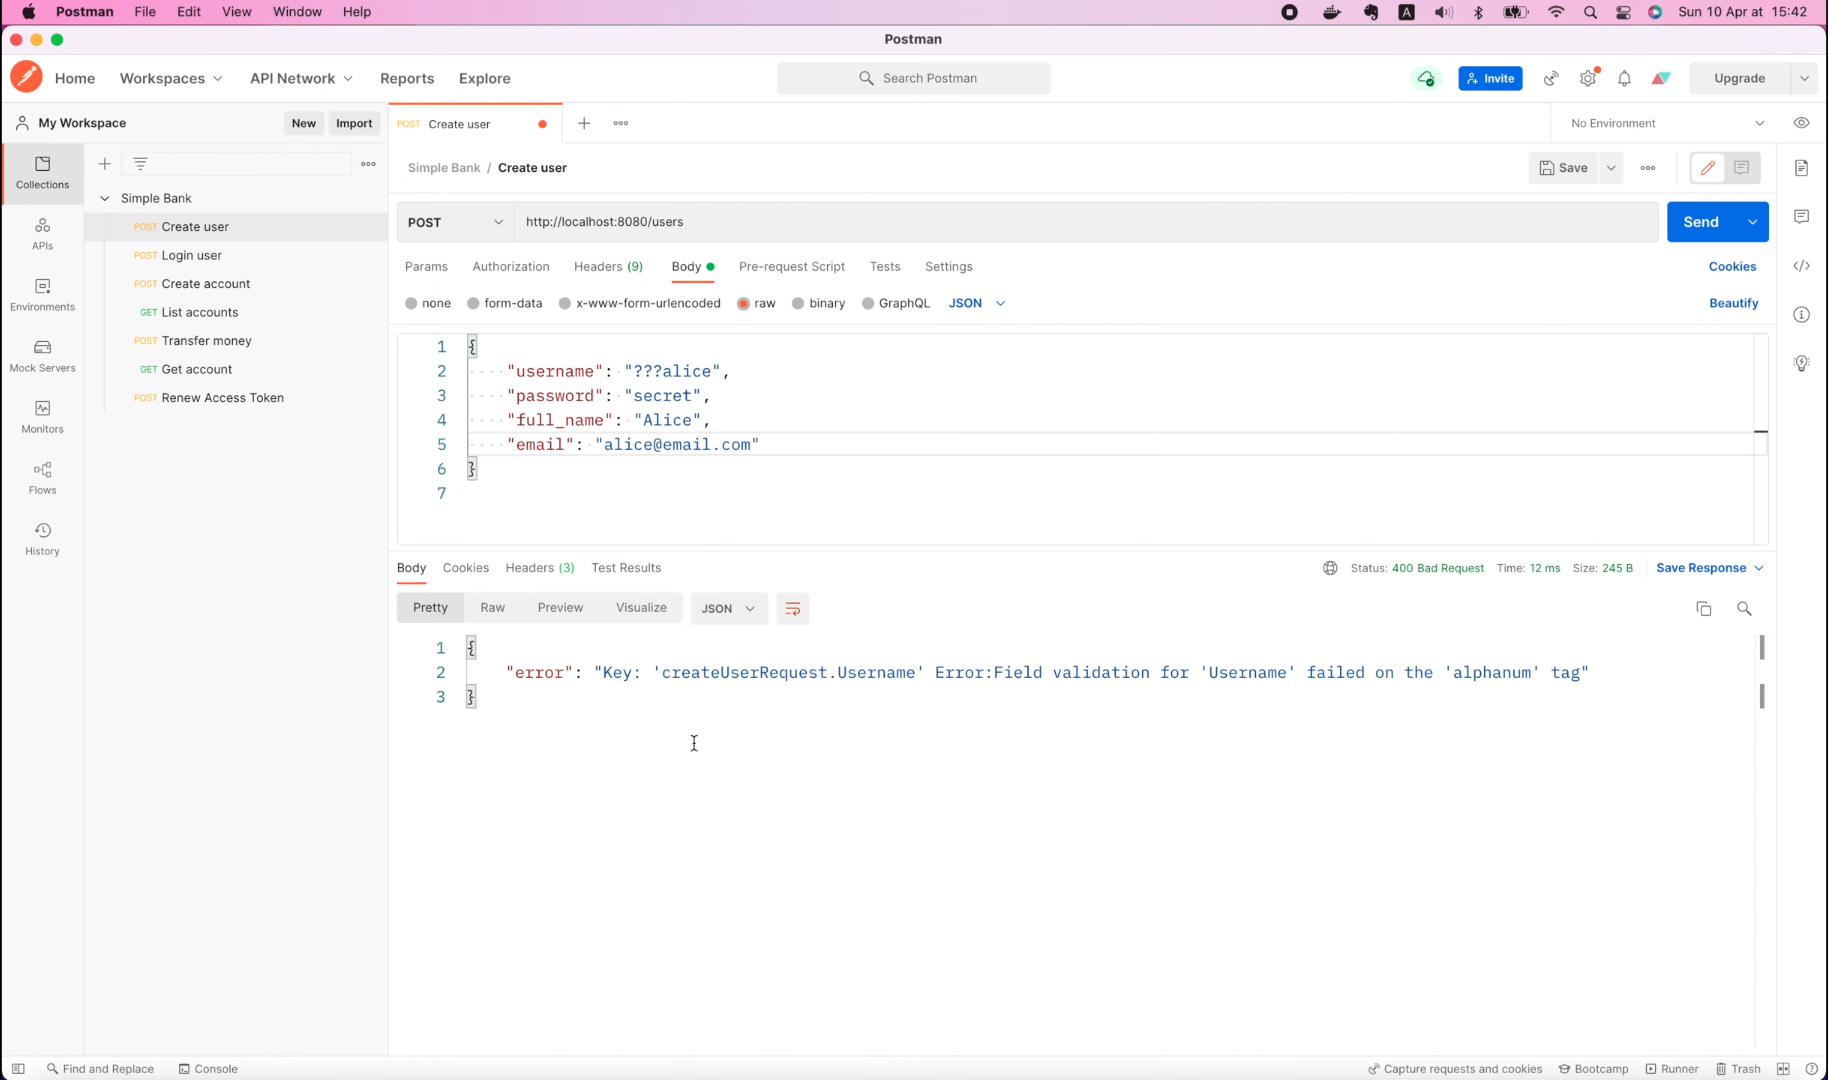 Postman File Edit View Window Help
A Sun 10 Apr at 15:42
Postman
Home Workspaces API Network Reports Explore
Search Postman
Invite
Upgrade
My Workspace
New Import
POST Create user
No Environment
Collections
APIs
Environments
Mock Servers
Monitors
Flows
History
Simple Bank
POST Create user
POST Login user
POST Create account
GET List accounts
POST Transfer money
GET Get account
POST Renew Access Token
Simple Bank / Create user
Save
POST http://localhost:8080/users
Send
Params Authorization Headers (9) Body Pre-request Script Tests Settings
Cookies
none form-data x-www-form-urlencoded raw binary GraphQL JSON
Beautify
1 {
2 "username": "???alice",
3 "password": "secret",
4 "full_name": "Alice",
5 "email": "alice@email.com"
6 }
7
Body Cookies Headers (3) Test Results
Status: 400 Bad Request Time: 12 ms Size: 245 B
Save Response
Pretty Raw Preview Visualize JSON
1 {
2 "error": "Key: 'createUserRequest.Username' Error:Field validation for 'Username' failed on the 'alphanum' tag"
3 }
Find and Replace Console
Capture requests and cookies Bootcamp Runner Trash